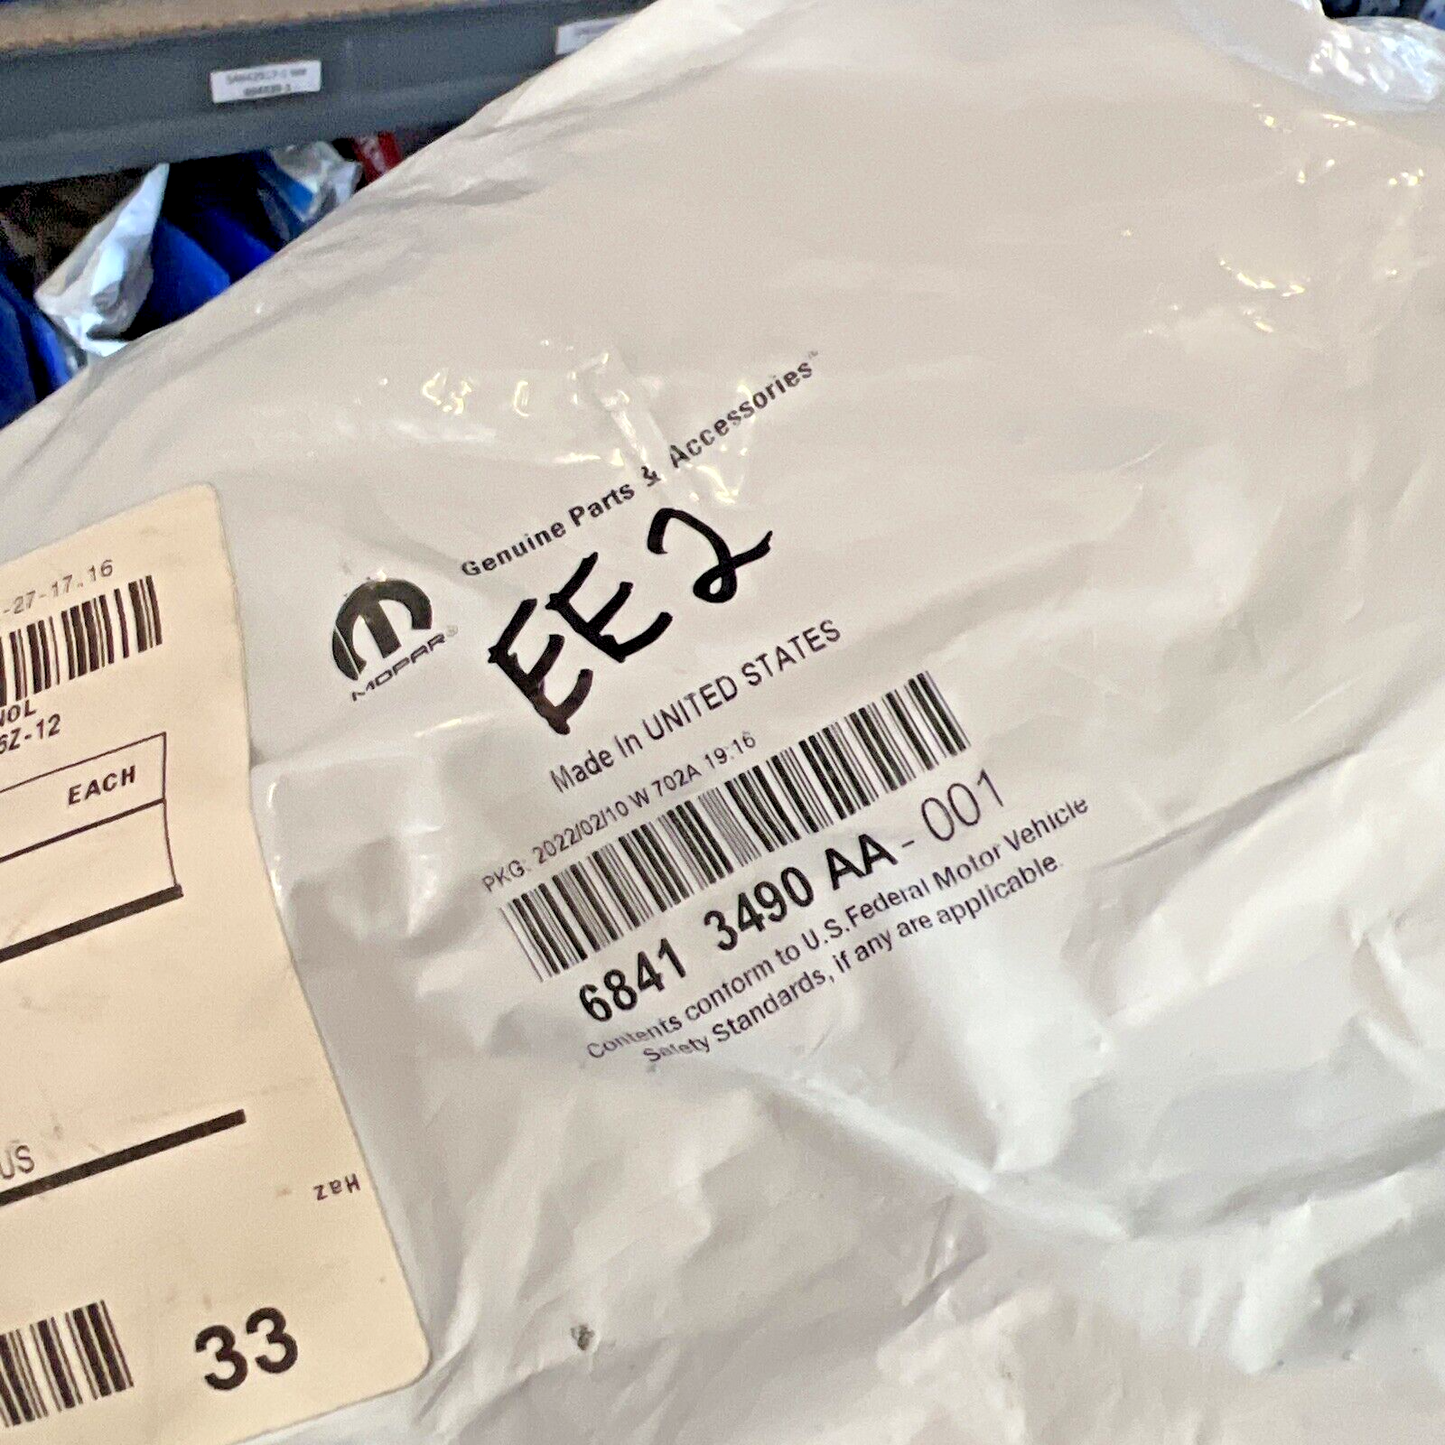 Genuine Parts & Accessories
MOPAR
EE2
Made In UNITED STATES
PKG: 2022/02/10 W 702A 19:16
6841 3490 AA - 001
Contents conform to U.S.Federal Motor Vehicle
Safety Standards, if any are applicable.
-27-17.16
6Z-12
EACH
US
Haz
33